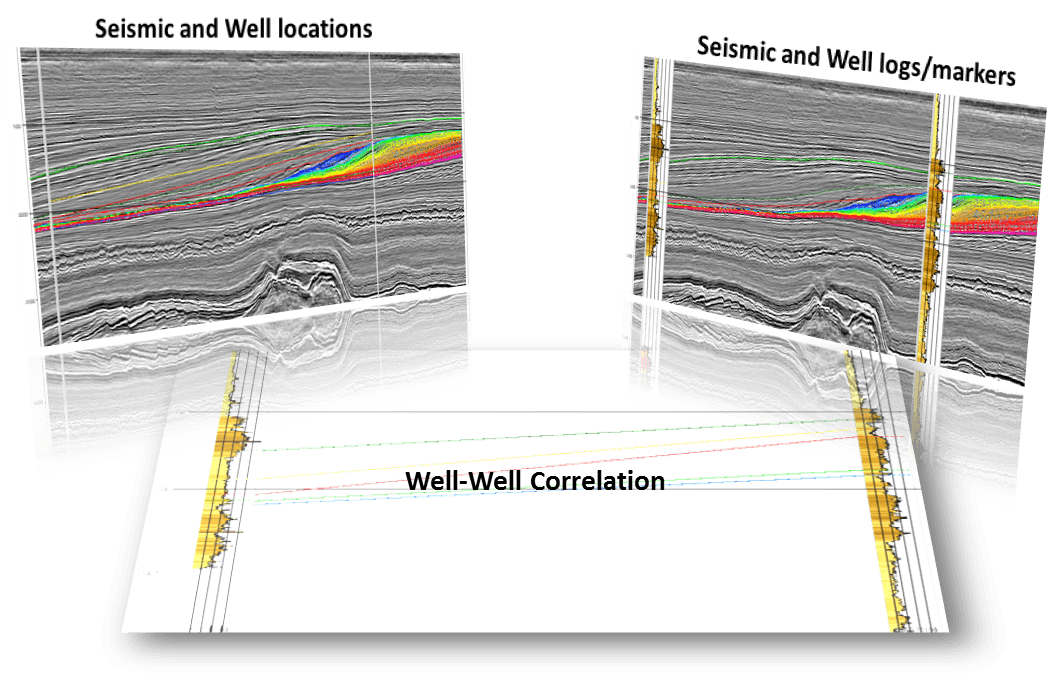 Seismic and Well locations
Seismic and Well logs/markers
Well-Well Correlation